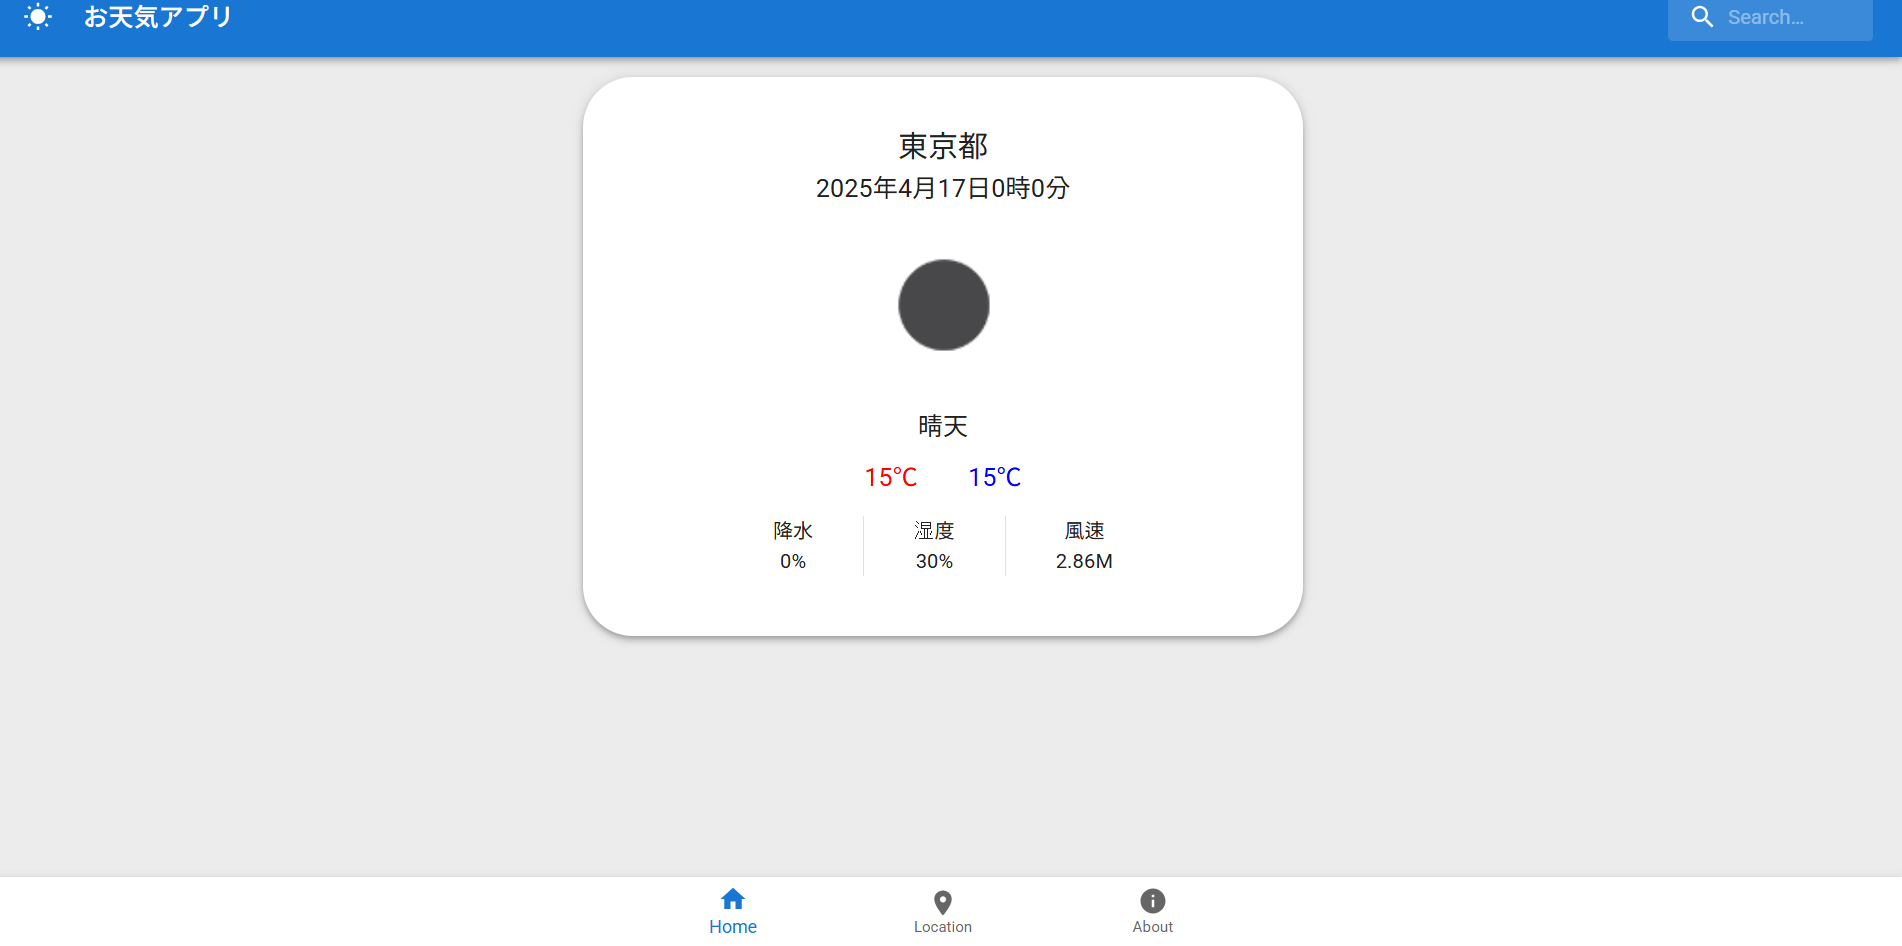 お天気アプリ
Search…
東京都
2025年4月17日0時0分
晴天
15℃ 15℃
降水 湿度 風速
0% 30% 2.86M
Home Location About